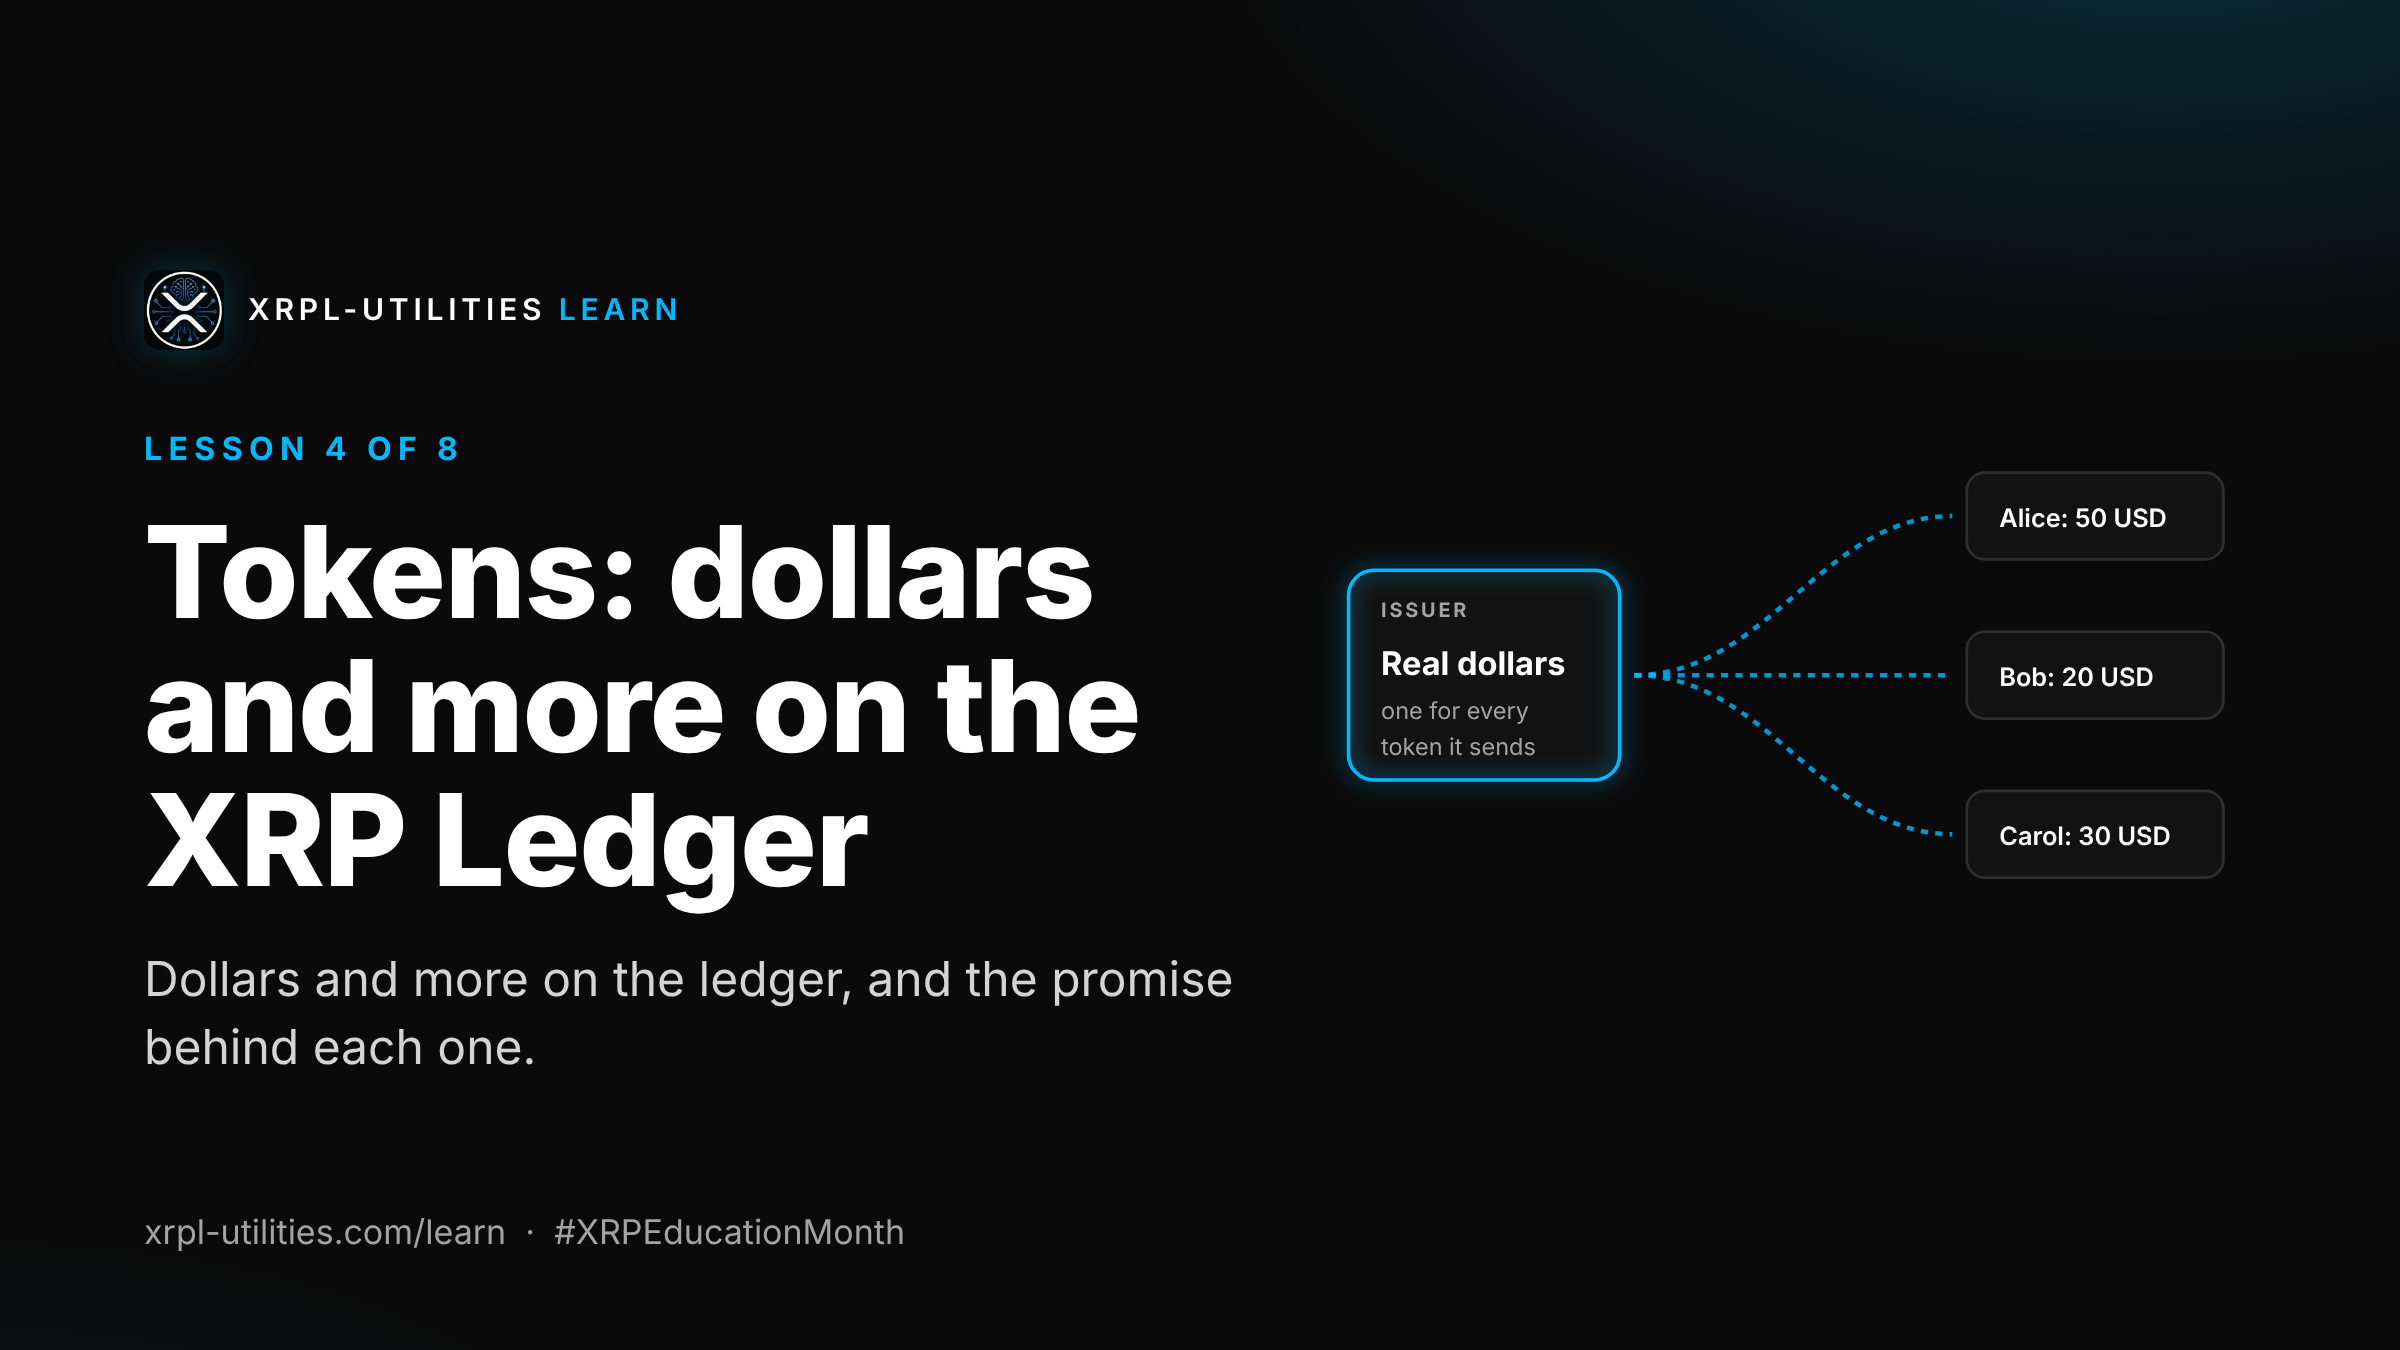 XRPL-UTILITIES LEARN
LESSON 4 OF 8
Tokens: dollars
and more on the
XRP Ledger
Dollars and more on the ledger, and the promise
behind each one.
xrpl-utilities.com/learn · #XRPEducationMonth
ISSUER
Real dollars
one for every
token it sends
Alice: 50 USD
Bob: 20 USD
Carol: 30 USD